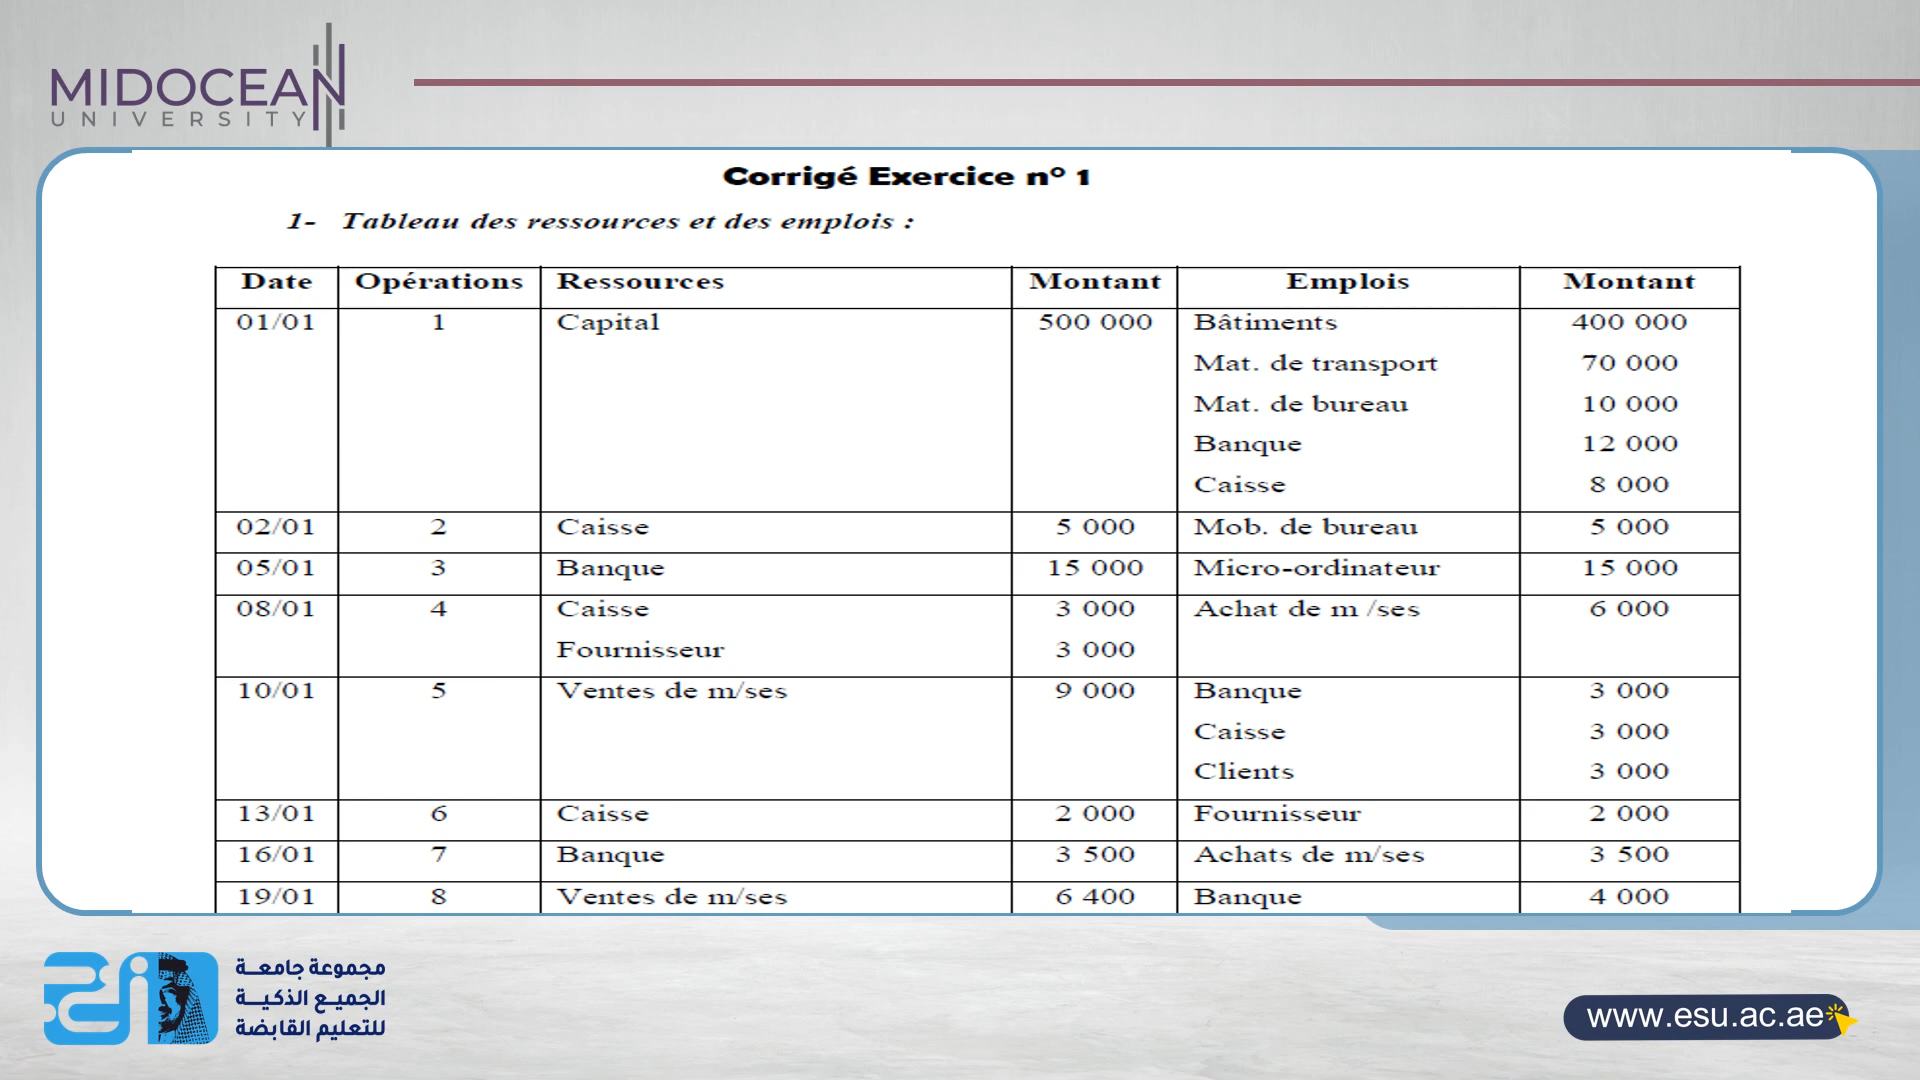 MIDOCEAN
UNIVERSITY
Corrigé Exercice n° 1
1- Tableau des ressources et des emplois :
Date Opérations Ressources Montant Emplois Montant
01/01 1 Capital 500 000 Bâtiments 400 000
Mat. de transport 70 000
Mat. de bureau 10 000
Banque 12 000
Caisse 8 000
02/01 2 Caisse 5 000 Mob. de bureau 5 000
05/01 3 Banque 15 000 Micro-ordinateur 15 000
08/01 4 Caisse 3 000 Achat de m /ses 6 000
Fournisseur 3 000
10/01 5 Ventes de m/ses 9 000 Banque 3 000
Caisse 3 000
Clients 3 000
13/01 6 Caisse 2 000 Fournisseur 2 000
16/01 7 Banque 3 500 Achats de m/ses 3 500
19/01 8 Ventes de m/ses 6 400 Banque 4 000
مجموعة جامعة
الجميع الذكية
للتعليم القابضة
www.esu.ac.ae